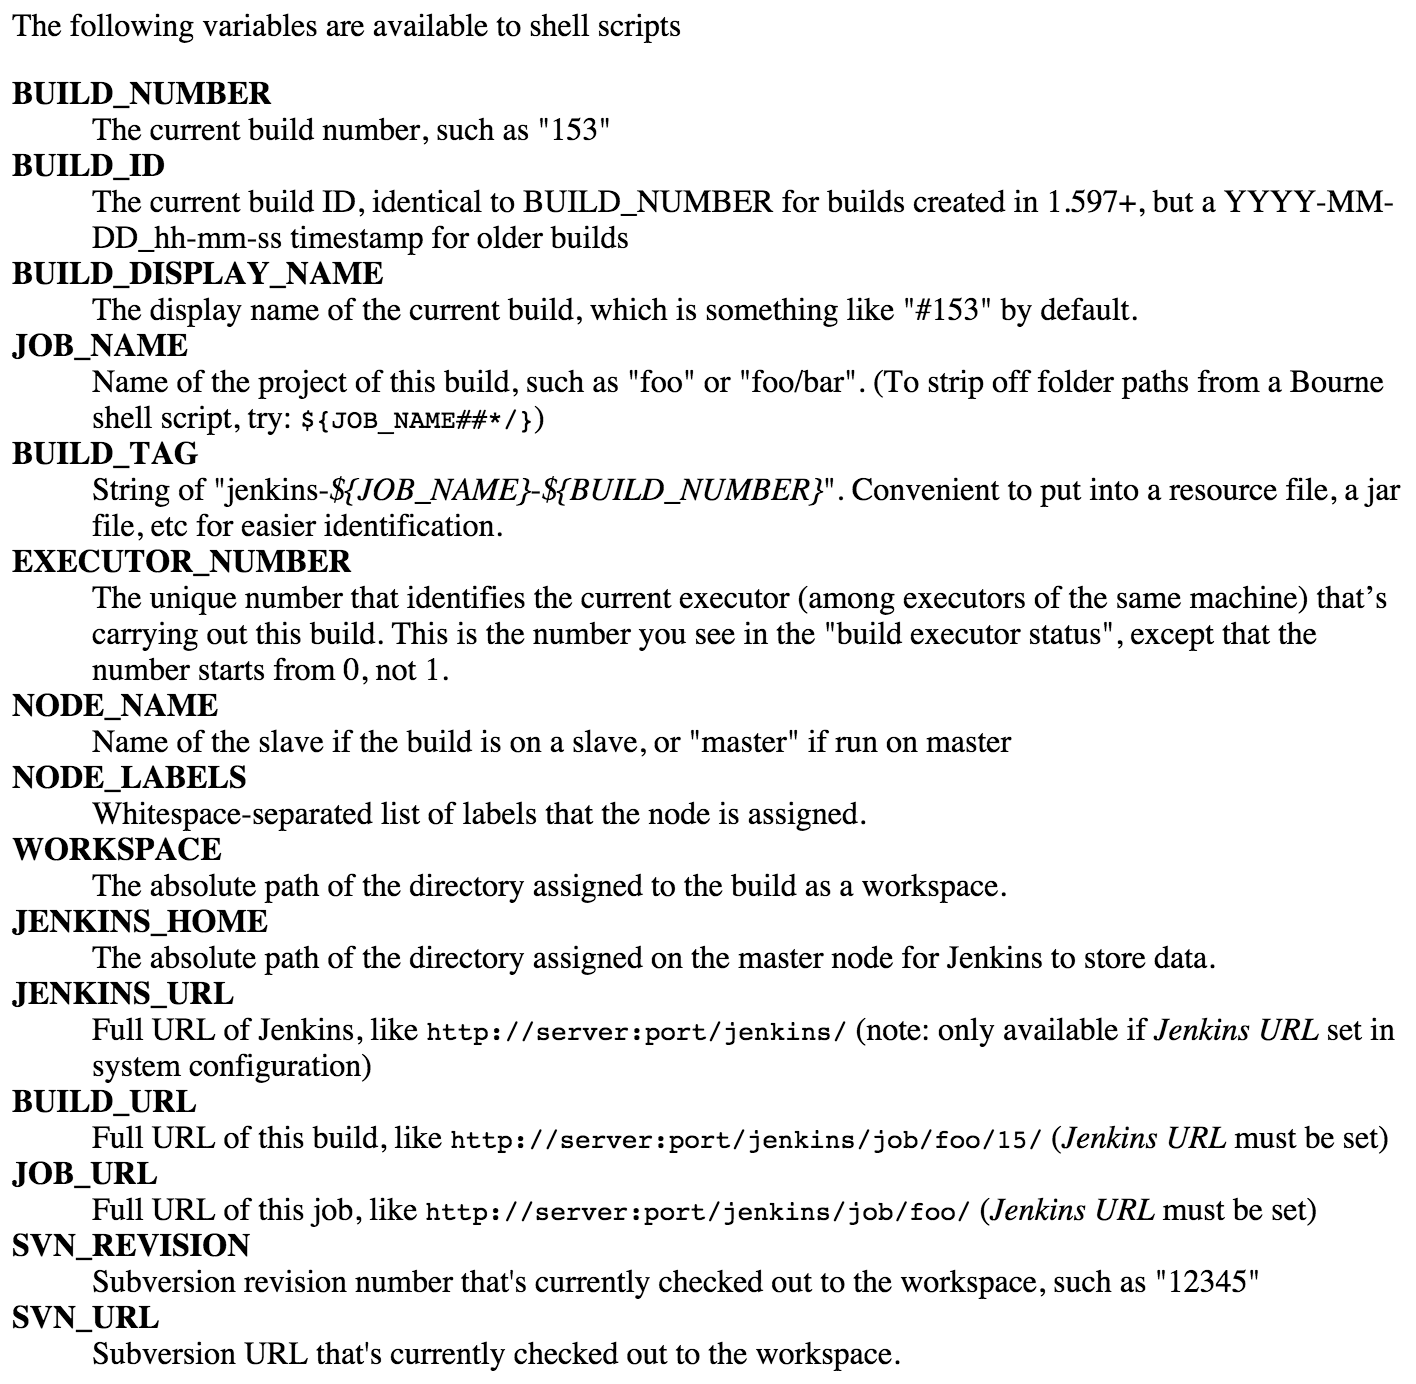 The following variables are available to shell scripts
BUILD_NUMBER
The current build number, such as "153"
BUILD_ID
The current build ID, identical to BUILD_NUMBER for builds created in 1.597+, but a YYYY-MM-
DD_hh-mm-ss timestamp for older builds
BUILD_DISPLAY_NAME
The display name of the current build, which is something like "#153" by default.
JOB_NAME
Name of the project of this build, such as "foo" or "foo/bar". (To strip off folder paths from a Bourne
shell script, try: ${JOB_NAME##*/})
BUILD_TAG
String of "jenkins-${JOB_NAME}-${BUILD_NUMBER}". Convenient to put into a resource file, a jar
file, etc for easier identification.
EXECUTOR_NUMBER
The unique number that identifies the current executor (among executors of the same machine) that’s
carrying out this build. This is the number you see in the "build executor status", except that the
number starts from 0, not 1.
NODE_NAME
Name of the slave if the build is on a slave, or "master" if run on master
NODE_LABELS
Whitespace-separated list of labels that the node is assigned.
WORKSPACE
The absolute path of the directory assigned to the build as a workspace.
JENKINS_HOME
The absolute path of the directory assigned on the master node for Jenkins to store data.
JENKINS_URL
Full URL of Jenkins, like http://server:port/jenkins/ (note: only available if Jenkins URL set in
system configuration)
BUILD_URL
Full URL of this build, like http://server:port/jenkins/job/foo/15/ (Jenkins URL must be set)
JOB_URL
Full URL of this job, like http://server:port/jenkins/job/foo/ (Jenkins URL must be set)
SVN_REVISION
Subversion revision number that's currently checked out to the workspace, such as "12345"
SVN_URL
Subversion URL that's currently checked out to the workspace.